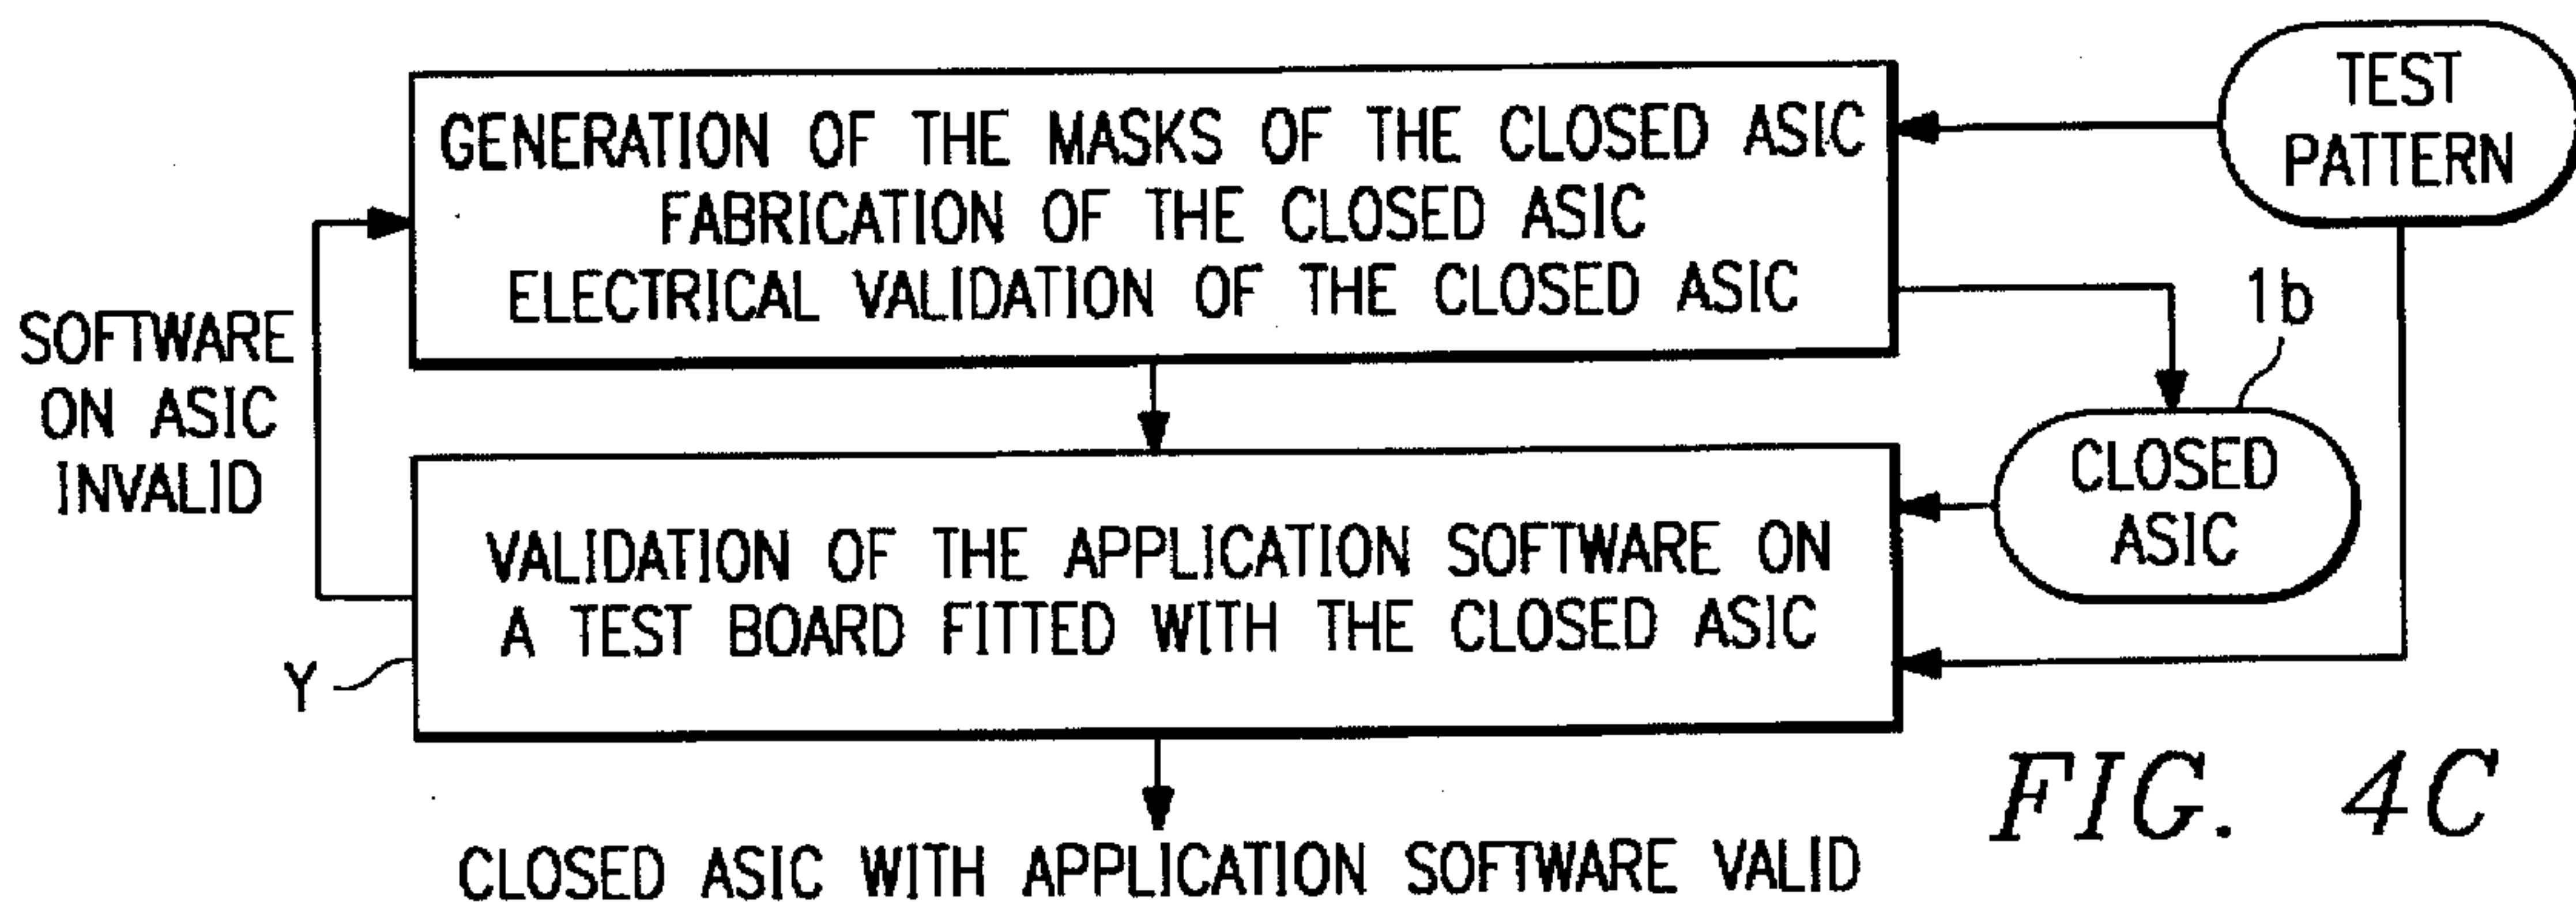 TEST
PATTERN
GENERATION OF THE MASKS OF THE CLOSED ASIC
FABRICATION OF THE CLOSED ASIC
ELECTRICAL VALIDATION OF THE CLOSED ASIC
1b
SOFTWARE
ON ASIC
INVALID
CLOSED
ASIC
VALIDATION OF THE APPLICATION SOFTWARE ON
A TEST BOARD FITTED WITH THE CLOSED ASIC
Y
CLOSED ASIC WITH APPLICATION SOFTWARE VALID
FIG. 4C